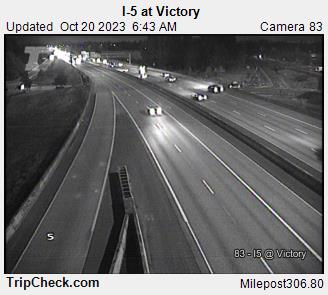 I-5 at Victory
Updated Oct 20 2023 6:43 AM Camera 83
S
83 - I5 @ Victory
TripCheck.com Milepost306.80